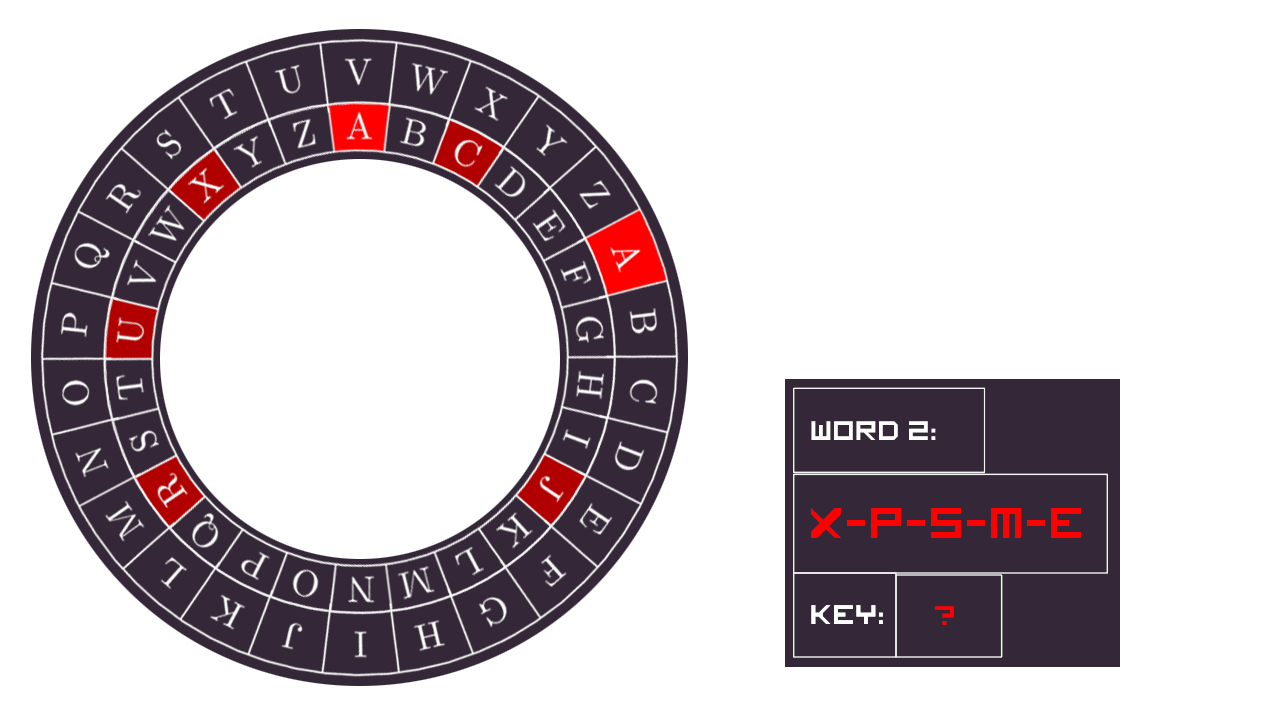 V W X Y Z A B C D E F G H I J K L M N O P Q R S T U
A B C D E F G H I J K L M N O P Q R S T U V W X Y Z
WORD 2:
X-P-S-M-E
KEY: ?